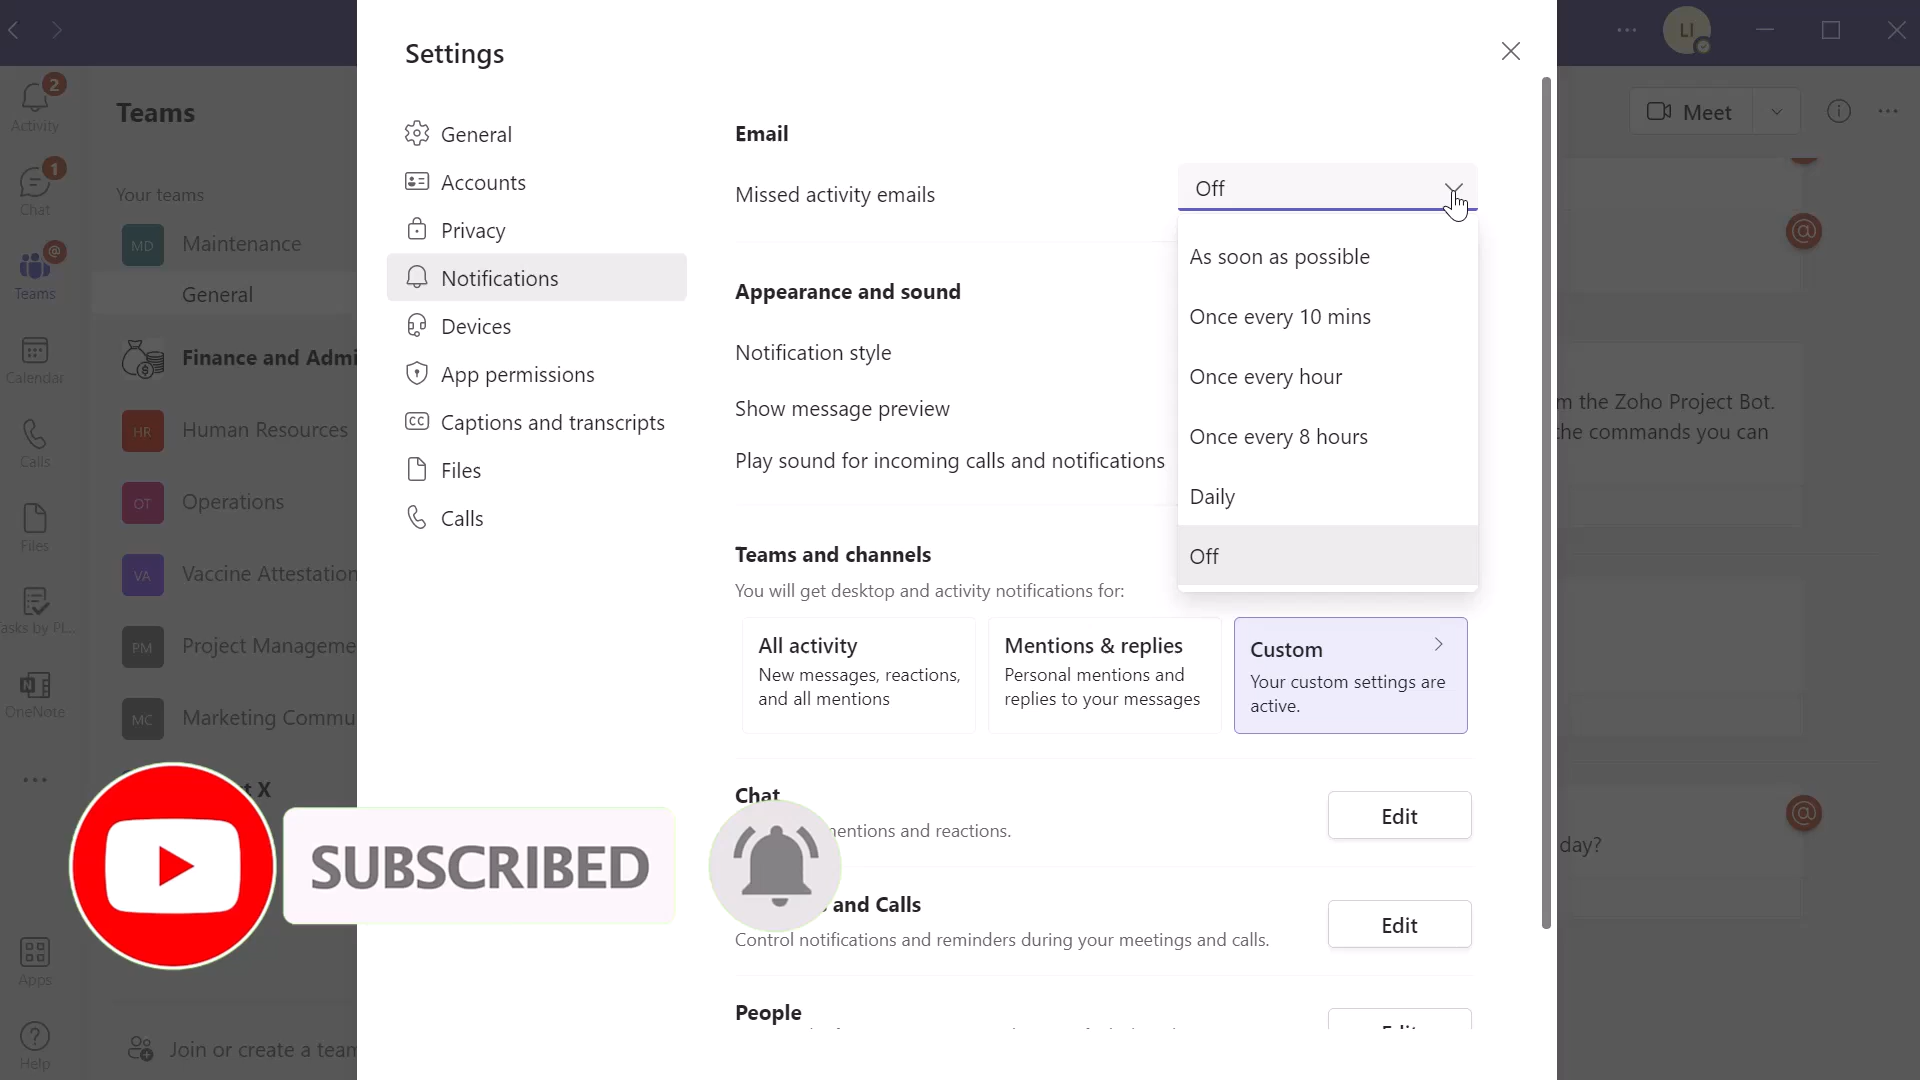 LI
Settings
2
Activity
1
Chat
Teams
Calendar
Calls
Files
OneNote
Apps
Help
Teams
Your teams
MD Maintenance
General
Finance and Admi
HR Human Resources
OT Operations
VA Vaccine Attestation
PM Project Manageme
MC Marketing Commu
X
Join or create a team
General
Accounts
Privacy
Notifications
Devices
App permissions
CC Captions and transcripts
Files
Calls
Email
Missed activity emails
Off
As soon as possible
Once every 10 mins
Once every hour
Once every 8 hours
Daily
Off
Appearance and sound
Notification style
Show message preview
Play sound for incoming calls and notifications
Teams and channels
You will get desktop and activity notifications for:
All activity
New messages, reactions,
and all mentions
Mentions & replies
Personal mentions and
replies to your messages
Custom
Your custom settings are
active.
Chat
mentions and reactions.
Edit
and Calls
Control notifications and reminders during your meetings and calls.
Edit
People
SUBSCRIBED
Meet
@
m the Zoho Project Bot.
the commands you can
@
day?